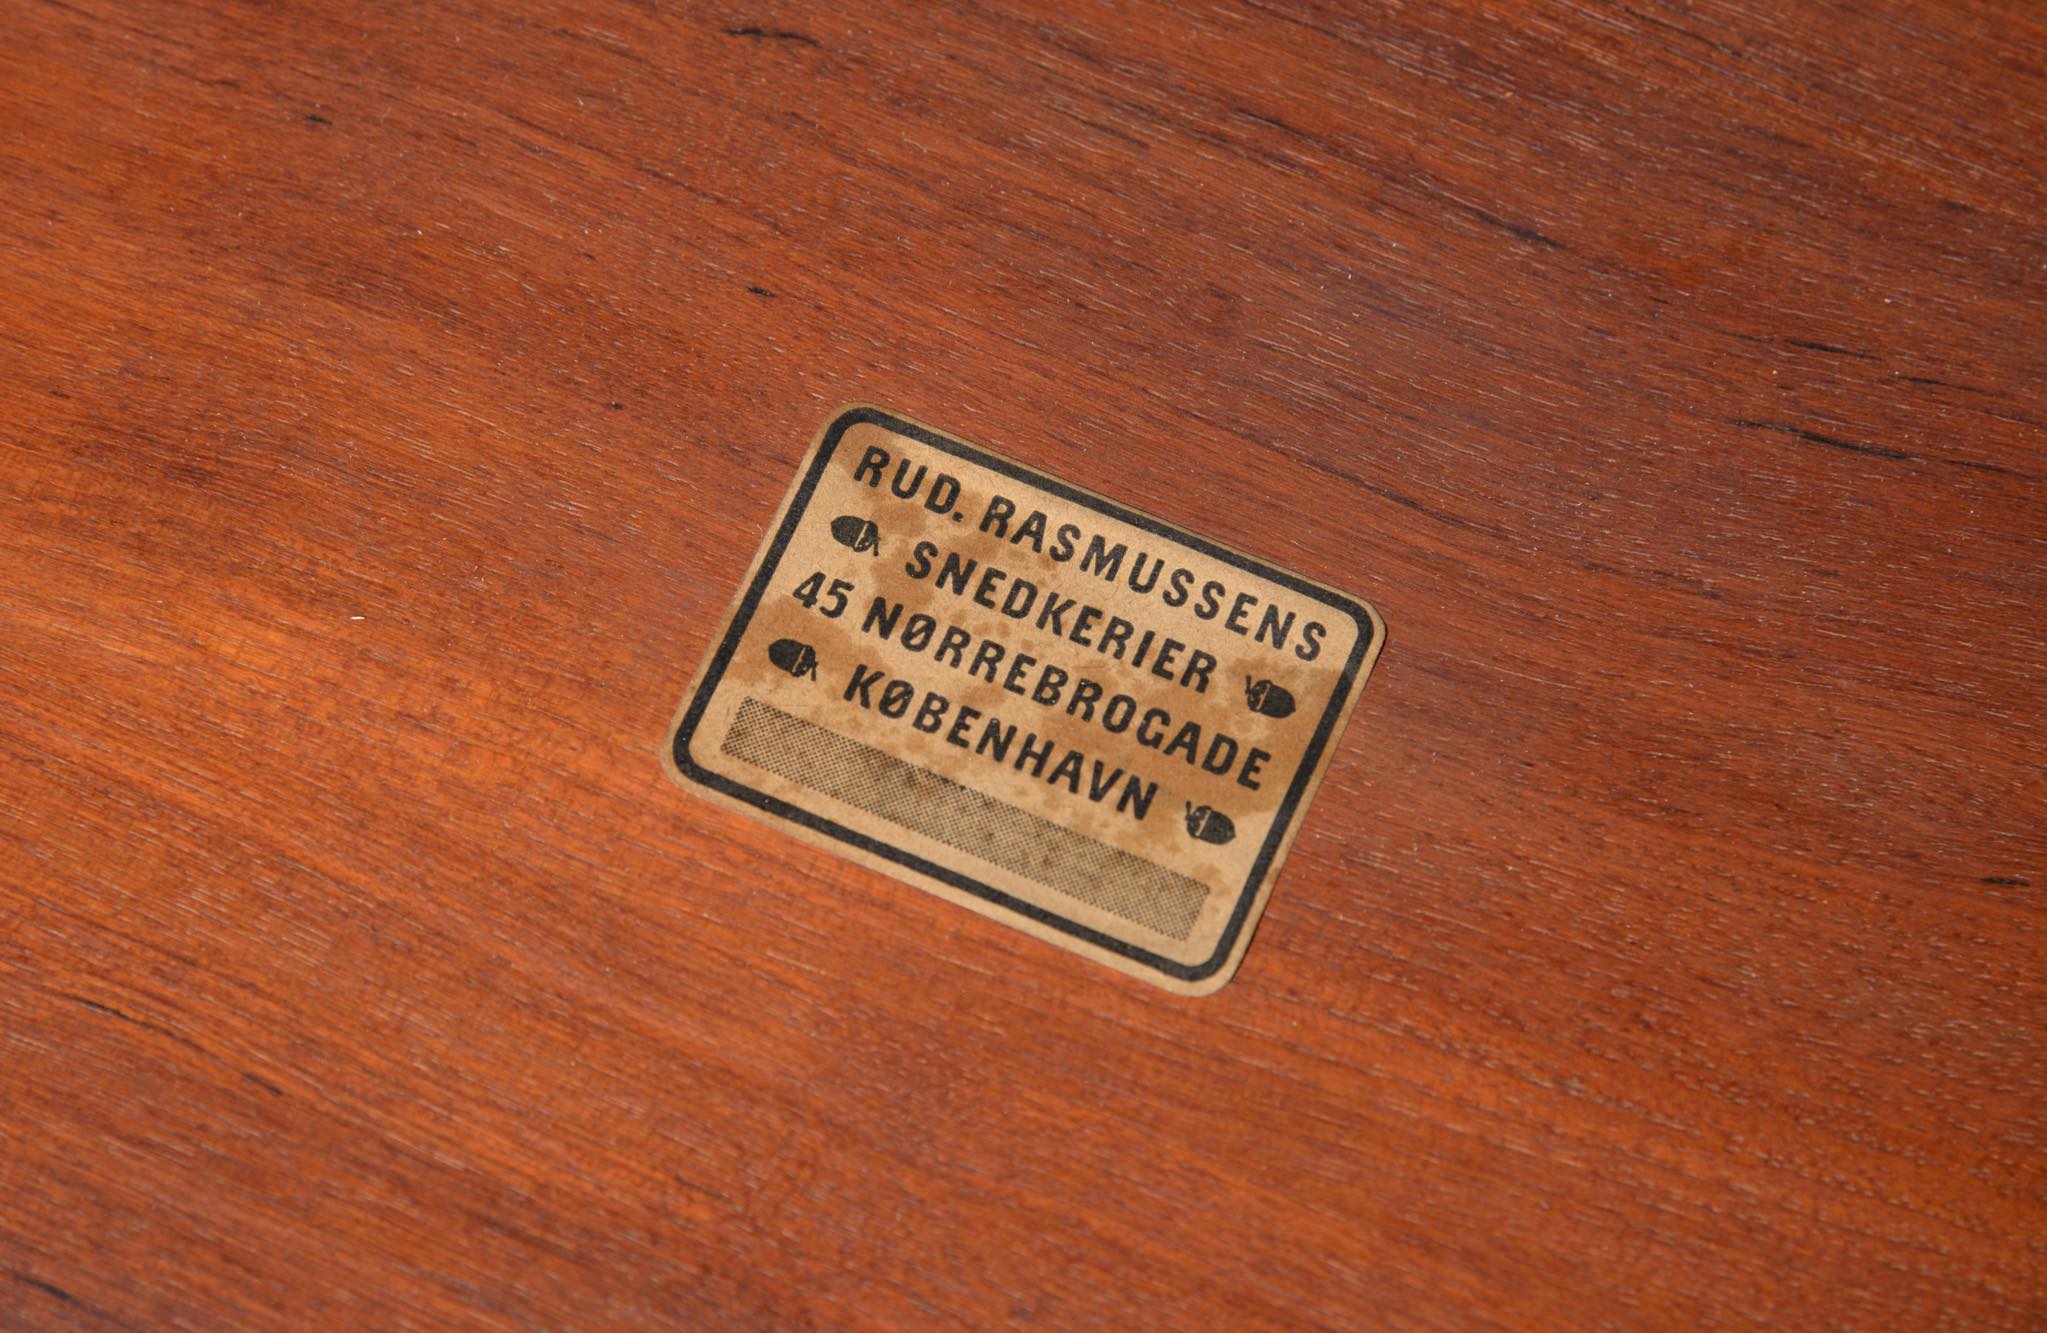 RUD. RASMUSSENS
SNEDKERIER
45 NØRREBROGADE
KØBENHAVN